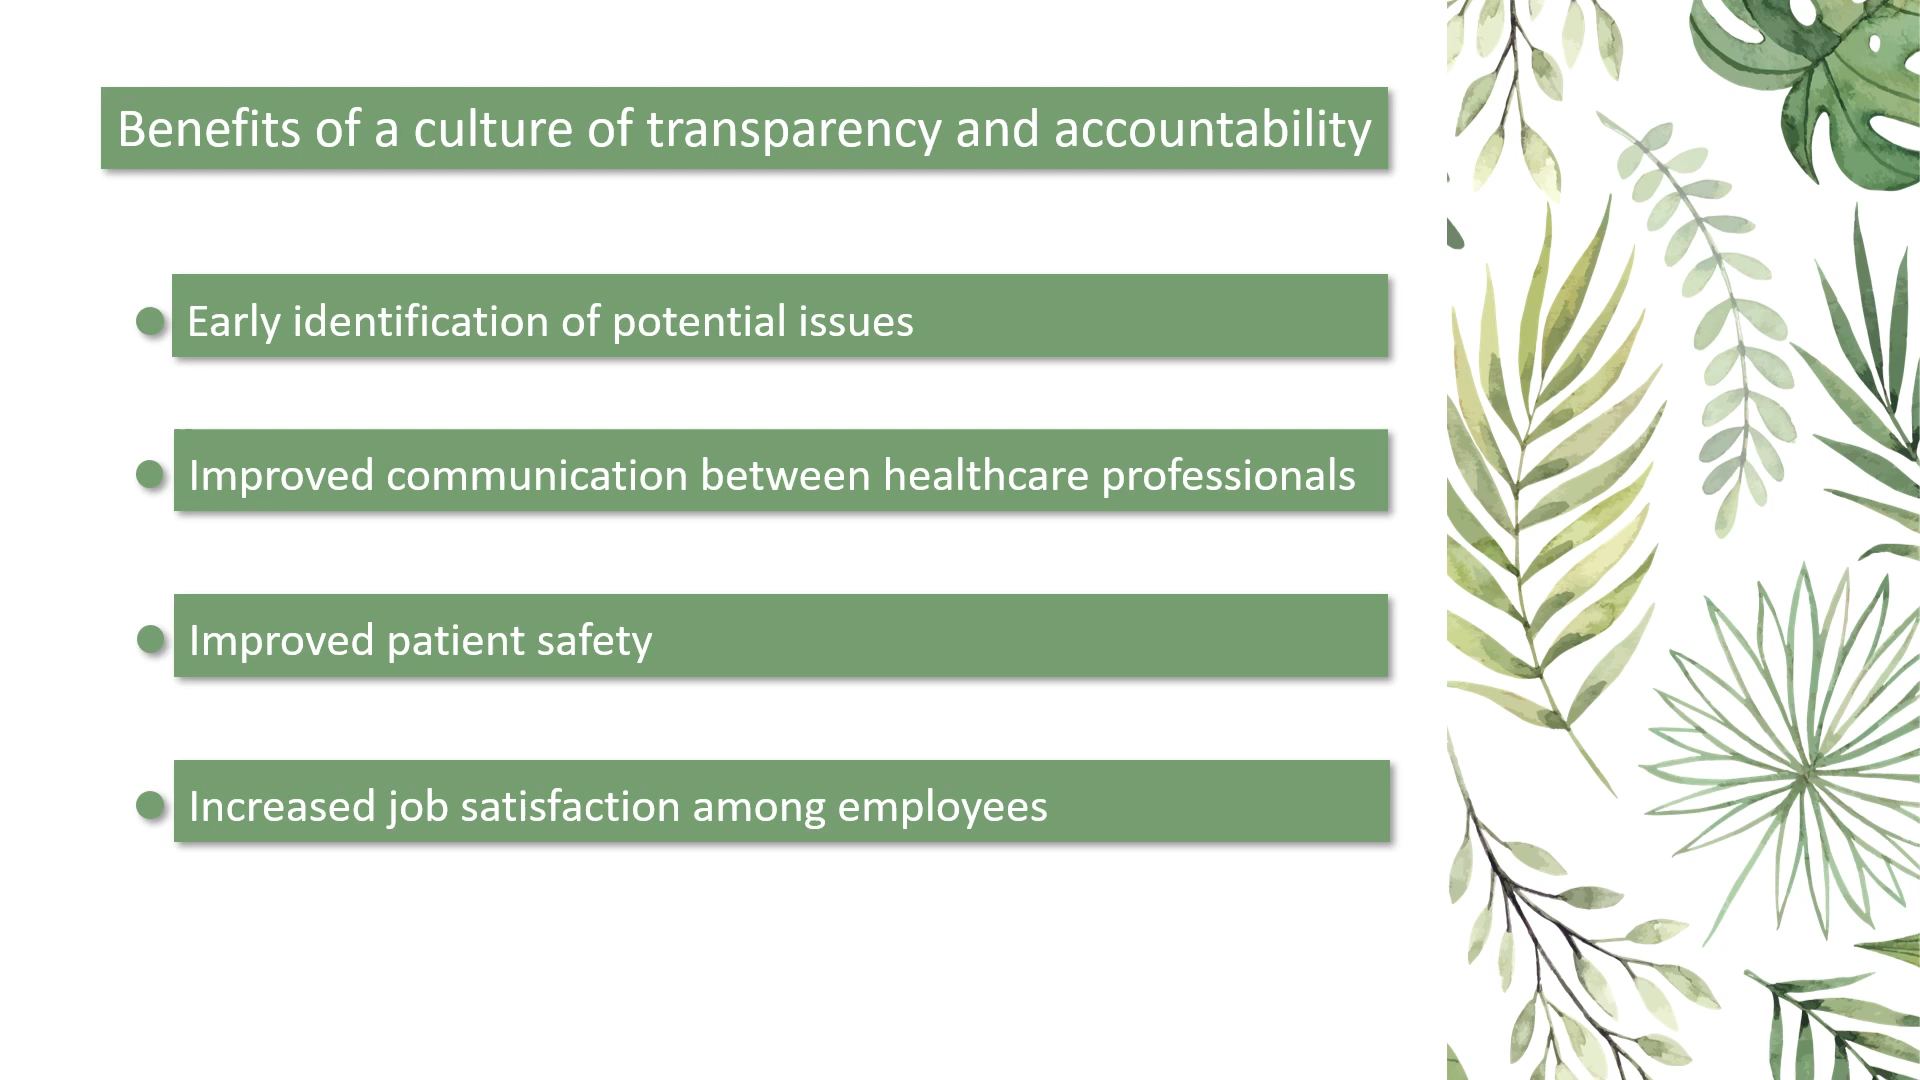 Benefits of a culture of transparency and accountability
Early identification of potential issues
Improved communication between healthcare professionals
Improved patient safety
Increased job satisfaction among employees